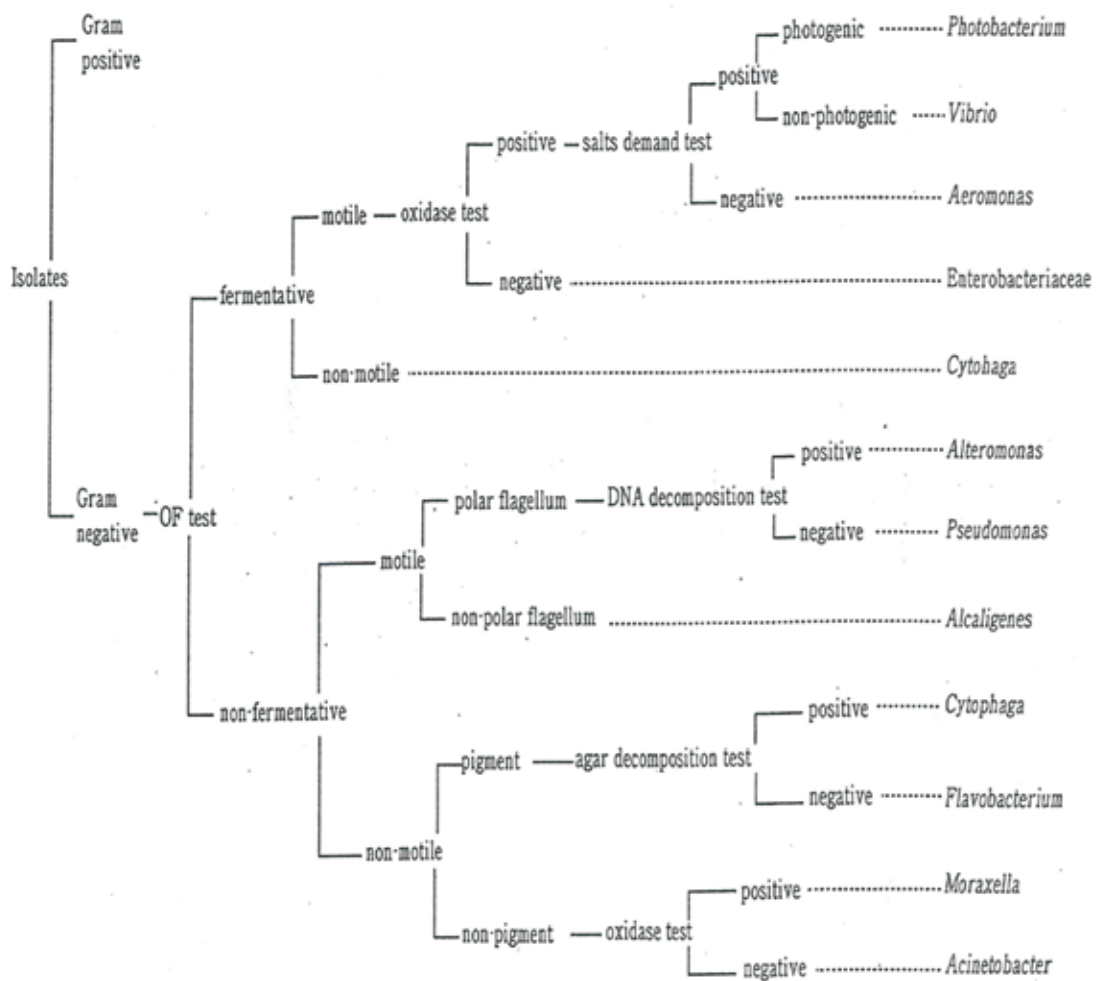 Gram
positive
photogenic
Photobacterium
positive
non-photogenic
Vibrio
positive
salts demand test
negative
Aeromonas
motile
oxidase test
Isolates
fermentative
negative
Enterobacteriaceae
non-motile
Cytohaga
Gram
negative
OF test
polar flagellum
DNA decomposition test
positive
Alteromonas
negative
Pseudomonas
motile
non-polar flagellum
Alcaligenes
non-fermentative
positive
Cytophaga
pigment
agar decomposition test
negative
Flavobacterium
non-motile
positive
Moraxella
non-pigment
oxidase test
negative
Acinetobacter